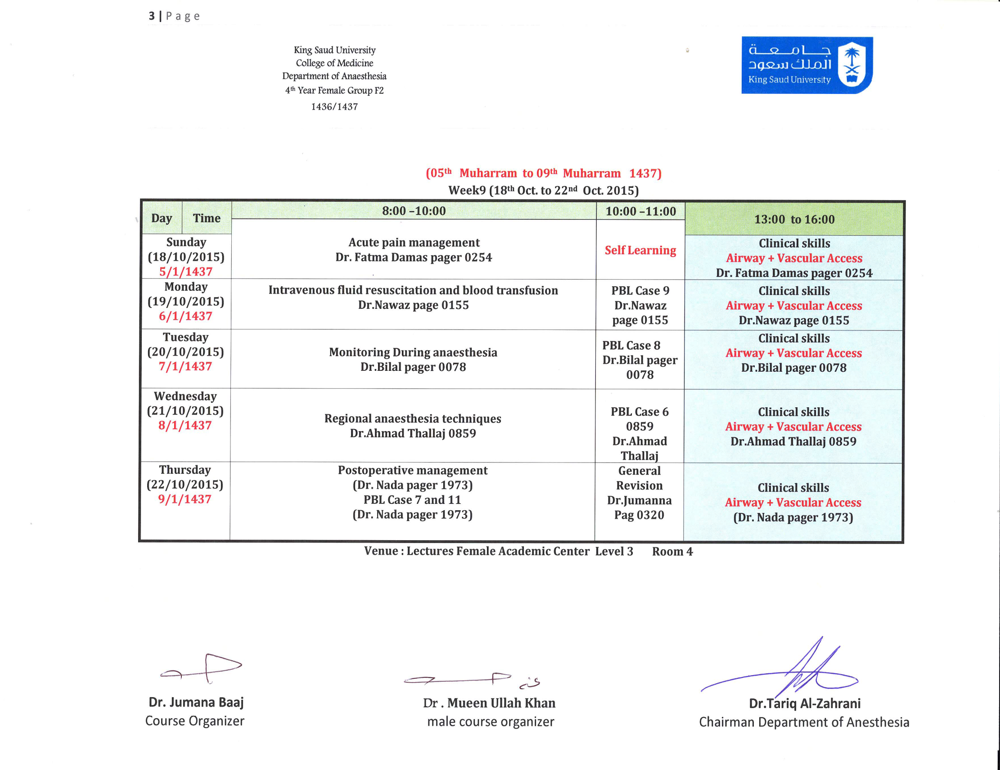 3 | P a g e
King Saud University
College of Medicine
Department of Anaesthesia
4th Year Female Group F2
1436/1437
جامعة
الملك سعود
King Saud University
(05th Muharram to 09th Muharram 1437)
Week9 (18th Oct. to 22nd Oct. 2015)
Day Time 8:00 –10:00 10:00 –11:00 13:00 to 16:00
Sunday
(18/10/2015)
5/1/1437
Acute pain management
Dr. Fatma Damas pager 0254
Self Learning
Clinical skills
Airway + Vascular Access
Dr. Fatma Damas pager 0254
Monday
(19/10/2015)
6/1/1437
Intravenous fluid resuscitation and blood transfusion
Dr.Nawaz page 0155
PBL Case 9
Dr.Nawaz
page 0155
Clinical skills
Airway + Vascular Access
Dr.Nawaz page 0155
Tuesday
(20/10/2015)
7/1/1437
Monitoring During anaesthesia
Dr.Bilal pager 0078
PBL Case 8
Dr.Bilal pager
0078
Clinical skills
Airway + Vascular Access
Dr.Bilal pager 0078
Wednesday
(21/10/2015)
8/1/1437
Regional anaesthesia techniques
Dr.Ahmad Thallaj 0859
PBL Case 6
0859
Dr.Ahmad
Thallaj
Clinical skills
Airway + Vascular Access
Dr.Ahmad Thallaj 0859
Thursday
(22/10/2015)
9/1/1437
Postoperative management
(Dr. Nada pager 1973)
PBL Case 7 and 11
(Dr. Nada pager 1973)
General
Revision
Dr.Jumanna
Pag 0320
Clinical skills
Airway + Vascular Access
(Dr. Nada pager 1973)
Venue : Lectures Female Academic Center Level 3 Room 4
Dr. Jumana Baaj
Course Organizer
Dr . Mueen Ullah Khan
male course organizer
Dr.Tariq Al-Zahrani
Chairman Department of Anesthesia